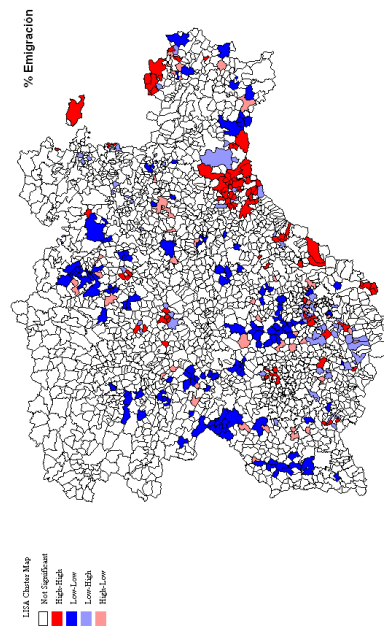 % Emigración
LISA Cluster Map
Not Significant
High-High
Low-Low
Low-High
High-Low